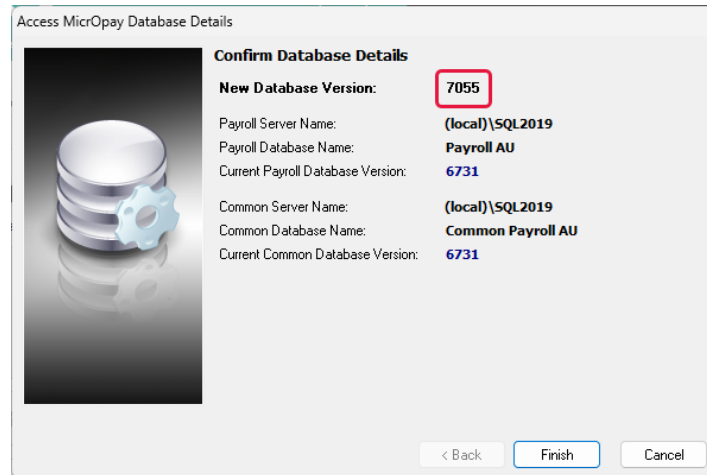 Access MicrOpay Database Details
Confirm Database Details
New Database Version: 7055
Payroll Server Name: (local)\SQL2019
Payroll Database Name: Payroll AU
Current Payroll Database Version: 6731
Common Server Name: (local)\SQL2019
Common Database Name: Common Payroll AU
Current Common Database Version: 6731
< Back Finish Cancel